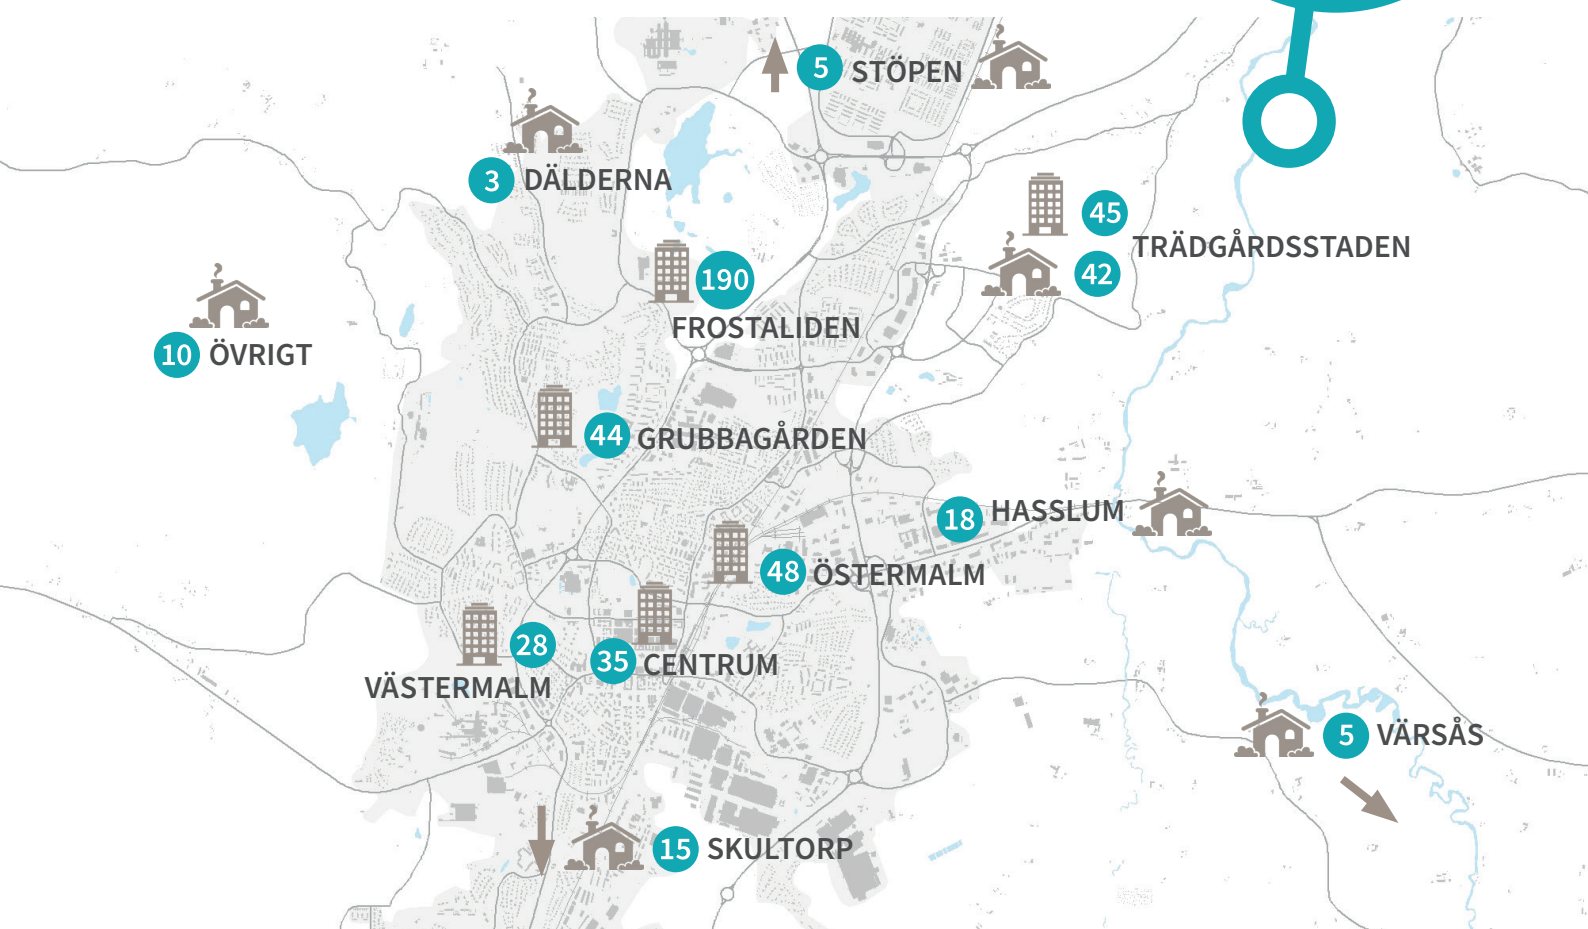 5 STÖPEN
3 DÄLDERNA
45
TRÄDGÅRDSSTADEN
42
190
FROSTALIDEN
10 ÖVRIGT
44 GRUBBAGÅRDEN
18 HASSLUM
48 ÖSTERMALM
28
VÄSTERMALM
35 CENTRUM
5 VÄRSÅS
15 SKULTORP